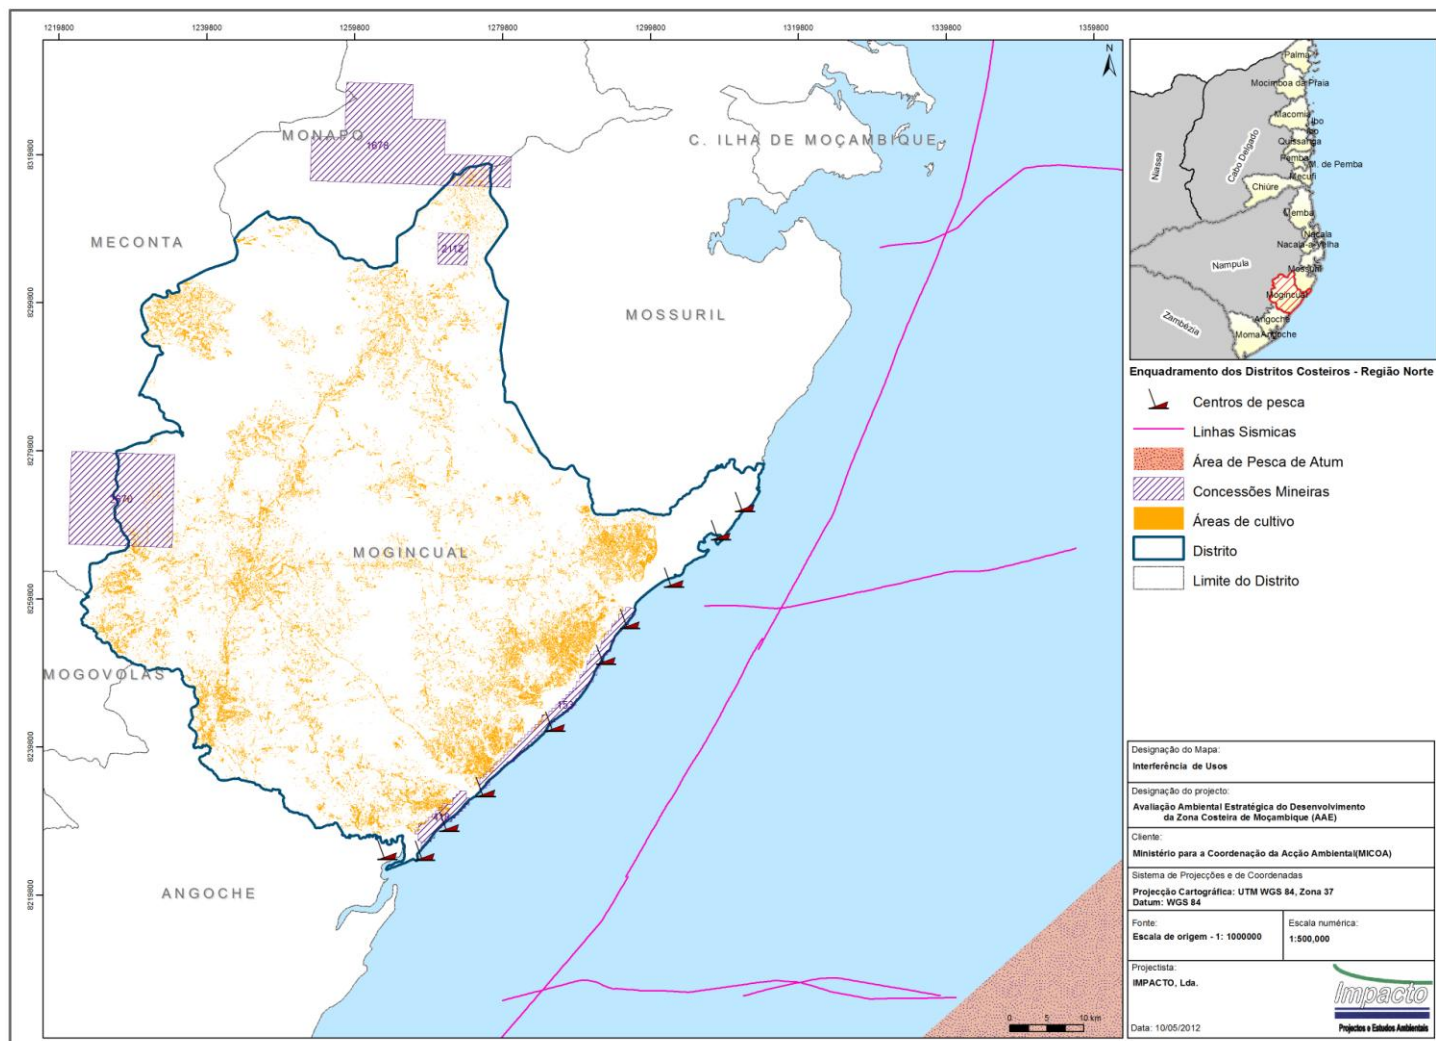 1219800 1239800 1259800 1279800 1299800 1319800 1339800 1359800
N
8319800
8299800
8279800
8259800
8239800
8219800
MONAPO
1678
C. ILHA DE MOÇAMBIQUE
MECONTA
2112
MOSSURIL
MOGINCUAL
MOGOVOLAS
153
ANGOCHE
0 5 10 km
Palma
Mocimboa da Praia
Macomia
Ibo
Quissanga
Pemba
M. de Pemba
Mecufi
Chiúre
Cabo Delgado
Niassa
Memba
Nacala
Nacala-a-Velha
Nampula
Mossuril
Mogincual
Angoche
Zambézia
Moma
Angoche
Enquadramento dos Distritos Costeiros - Região Norte
Centros de pesca
Linhas Sismicas
Área de Pesca de Atum
Concessões Mineiras
Áreas de cultivo
Distrito
Limite do Distrito
Designação do Mapa:
Interferência de Usos
Designação do projecto:
Avaliação Ambiental Estratégica do Desenvolvimento
da Zona Costeira de Moçambique (AAE)
Cliente:
Ministério para a Coordenação da Acção Ambiental(MICOA)
Sistema de Projecções e de Coordenadas
Projecção Cartográfica: UTM WGS 84, Zona 37
Datum: WGS 84
Fonte:
Escala de origem - 1: 1000000
Escala numérica:
1:500,000
Projectista:
IMPACTO, Lda.
Impacto
Projectos e Estudos Ambientais
Data: 10/05/2012